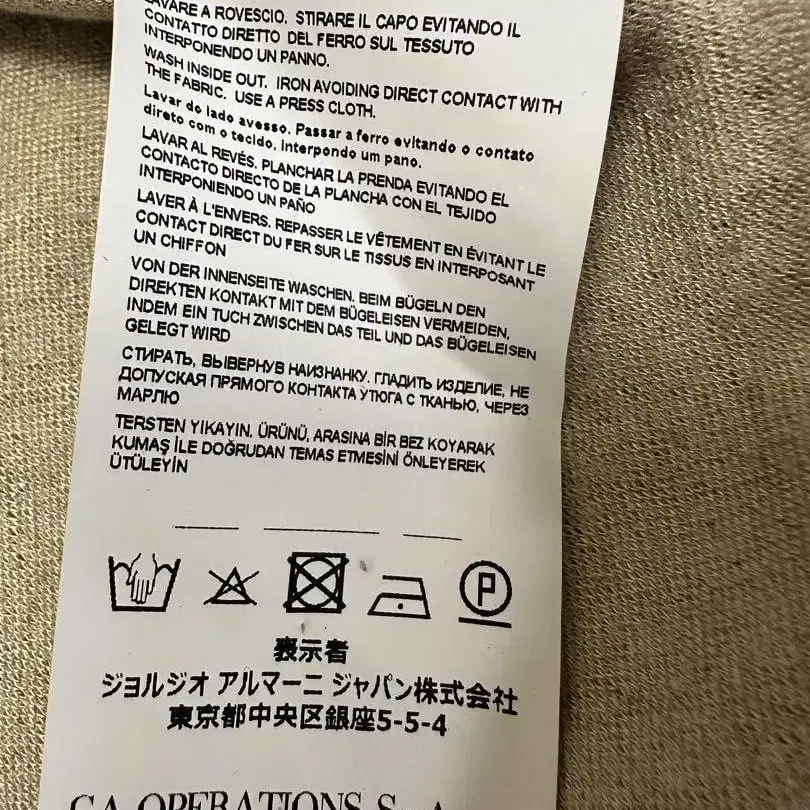 LAVARE A ROVESCIO. STIRARE IL CAPO EVITANDO IL
CONTATTO DIRETTO DEL FERRO SUL TESSUTO
INTERPONENDO UN PANNO.
WASH INSIDE OUT. IRON AVOIDING DIRECT CONTACT WITH
THE FABRIC. USE A PRESS CLOTH.
Lavar do lado avesso. Passar a ferro evitando o contato
direto com o tecido, interpondo um pano.
LAVAR AL REVÉS. PLANCHAR LA PRENDA EVITANDO EL
CONTACTO DIRECTO DE LA PLANCHA CON EL TEJIDO
INTERPONIENDO UN PAÑO
LAVER À L'ENVERS. REPASSER LE VÊTEMENT EN ÉVITANT LE
CONTACT DIRECT DU FER SUR LE TISSUS EN INTERPOSANT
UN CHIFFON
VON DER INNENSEITE WASCHEN. BEIM BÜGELN DEN
DIREKTEN KONTAKT MIT DEM BÜGELEISEN VERMEIDEN,
INDEM EIN TUCH ZWISCHEN DAS TEIL UND DAS BÜGELEISEN
GELEGT WIRD
СТИРАТЬ, ВЫВЕРНУВ НАИЗНАНКУ. ГЛАДИТЬ ИЗДЕЛИЕ, НЕ
ДОПУСКАЯ ПРЯМОГО КОНТАКТА УТЮГА С ТКАНЬЮ, ЧЕРЕЗ
МАРЛЮ
TERSTEN YIKAYIN. ÜRÜNÜ, ARASINA BİR BEZ KOYARAK
KUMAŞ İLE DOĞRUDAN TEMAS ETMESİNİ ÖNLEYEREK
ÜTÜLEYİN
P
表示者
ジョルジオ アルマーニ ジャパン株式会社
東京都中央区銀座5-5-4
GA OPERATIONS S.p.A.